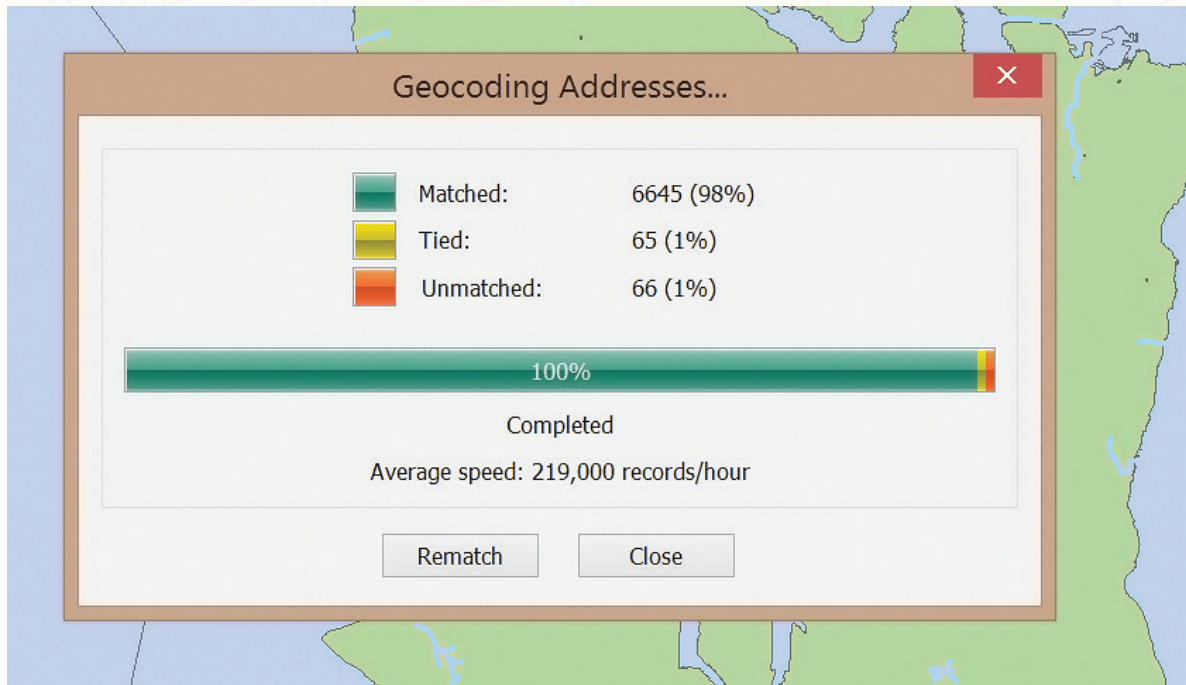 Geocoding Addresses...
Matched: 6645 (98%)
Tied: 65 (1%)
Unmatched: 66 (1%)
100%
Completed
Average speed: 219,000 records/hour
Rematch Close